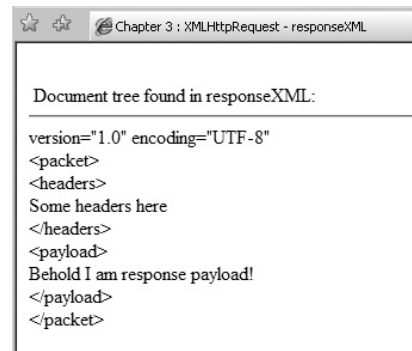 Chapter 3 : XMLHttpRequest - responseXML
Document tree found in responseXML:
version="1.0" encoding="UTF-8"
<packet>
<headers>
Some headers here
</headers>
<payload>
Behold I am response payload!
</payload>
</packet>